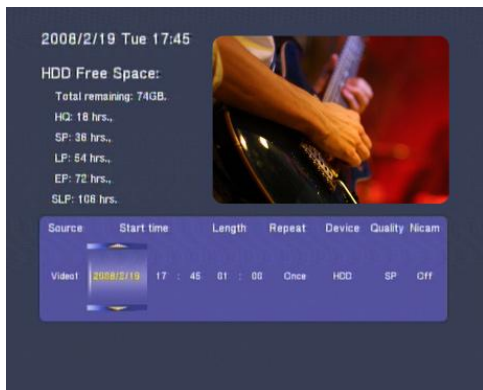 2008/2/19 Tue 17:45
HDD Free Space:
Total remaining: 74GB.
HQ: 18 hrs.,
SP: 36 hrs.,
LP: 54 hrs.,
EP: 72 hrs.,
SLP: 108 hrs.
Source Start time Length Repeat Device Quality Nicam
Video1 2008/2/19 17 : 45 01 : 00 Once HDD SP Off